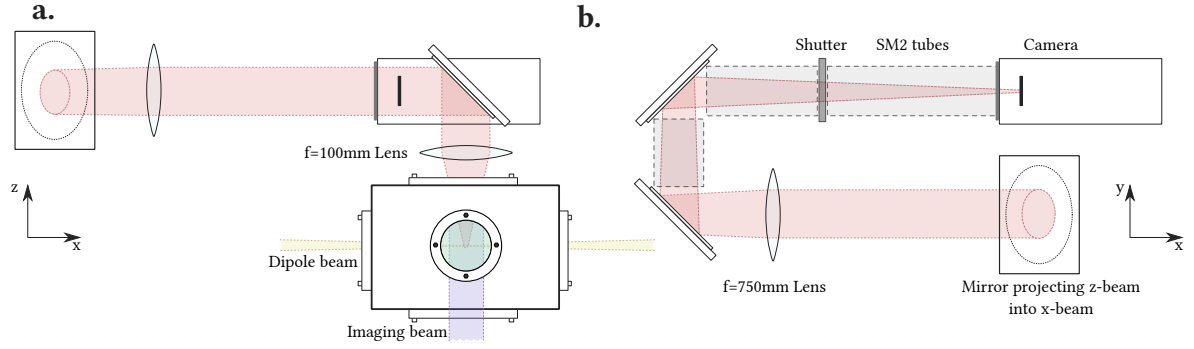 a.
b.
Shutter
SM2 tubes
Camera
f=100mm Lens
z
x
y
x
Dipole beam
f=750mm Lens
Mirror projecting z-beam
into x-beam
Imaging beam